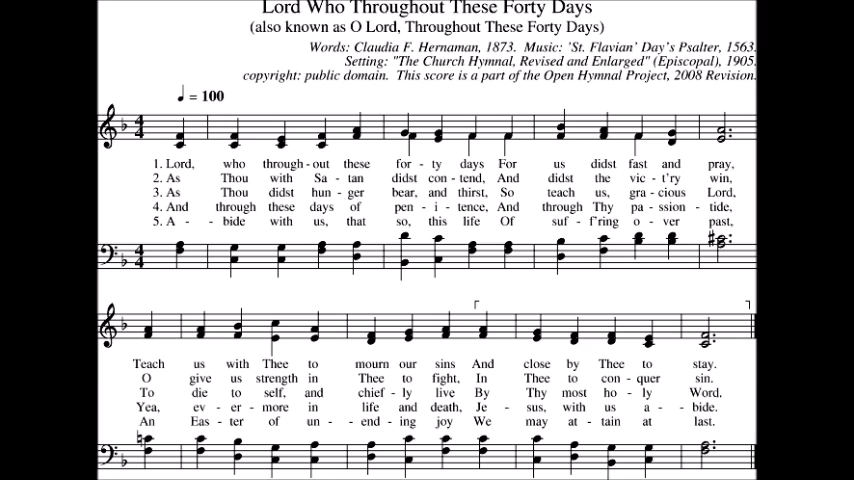 Lord Who Throughout These Forty Days
(also known as O Lord, Throughout These Forty Days)
Words: Claudia F. Hernaman, 1873. Music: 'St. Flavian' Day's Psalter, 1563.
Setting: "The Church Hymnal, Revised and Enlarged" (Episcopal), 1905.
copyright: public domain. This score is a part of the Open Hymnal Project, 2008 Revision.
♩ = 100
1. Lord, who through - out these for - ty days For us didst fast and pray,
2. As Thou with Sa - tan didst con - tend, And didst the vic - t'ry win,
3. As Thou didst hun - ger bear, and thirst, So teach us, gra - cious Lord,
4. And through these days of pen - i - tence, And through Thy pa - ssion - tide,
5. A - - bide with us, that so, this life Of suf - f'ring o - ver past,
Teach us with Thee to mourn our sins And close by Thee to stay.
O give us strength in Thee to fight, In Thee to con - quer sin.
To die to self, and chief - ly live By Thy most ho - ly Word.
Yea, ev - er - more in life and death, Je - sus, with us a - bide.
An Eas - ter of un - - end - ing joy We may at - tain at last.